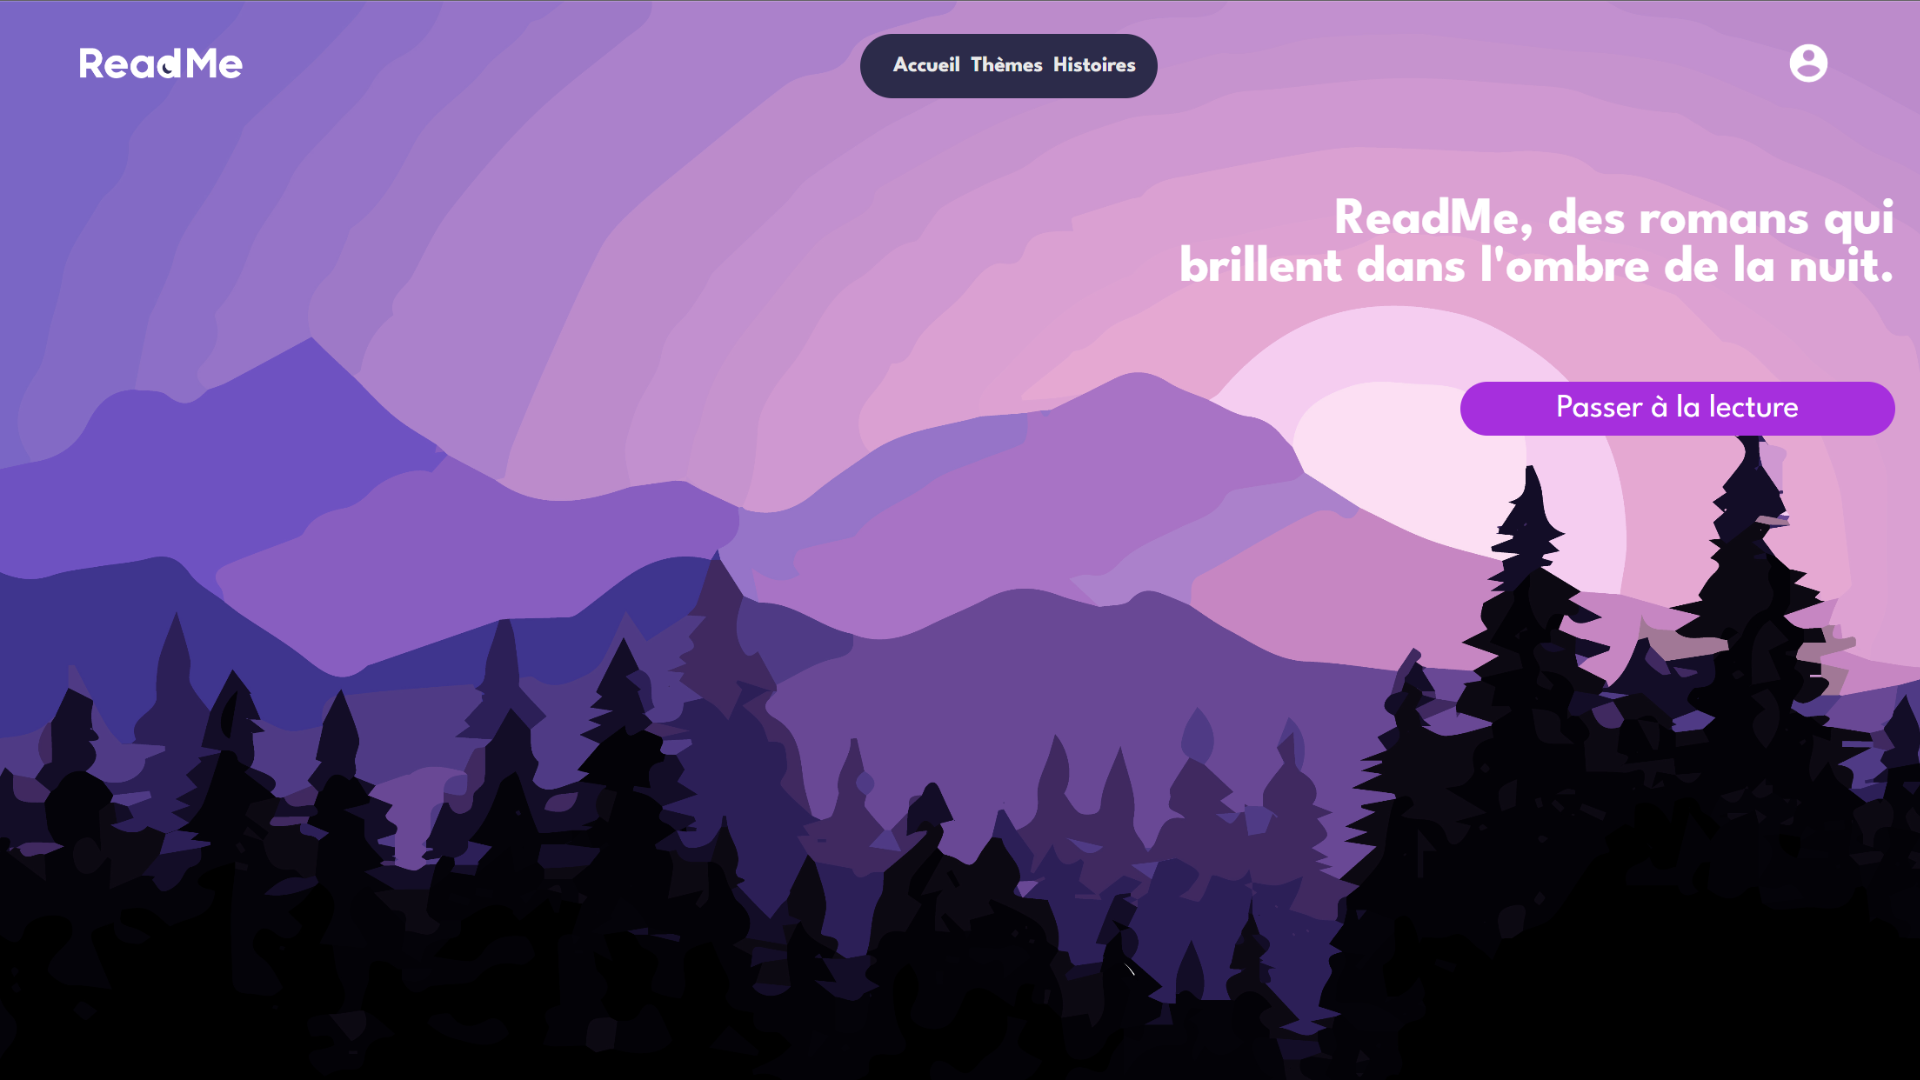 ReadMe
Accueil Thèmes Histoires
ReadMe, des romans qui
brillent dans l'ombre de la nuit.
Passer à la lecture